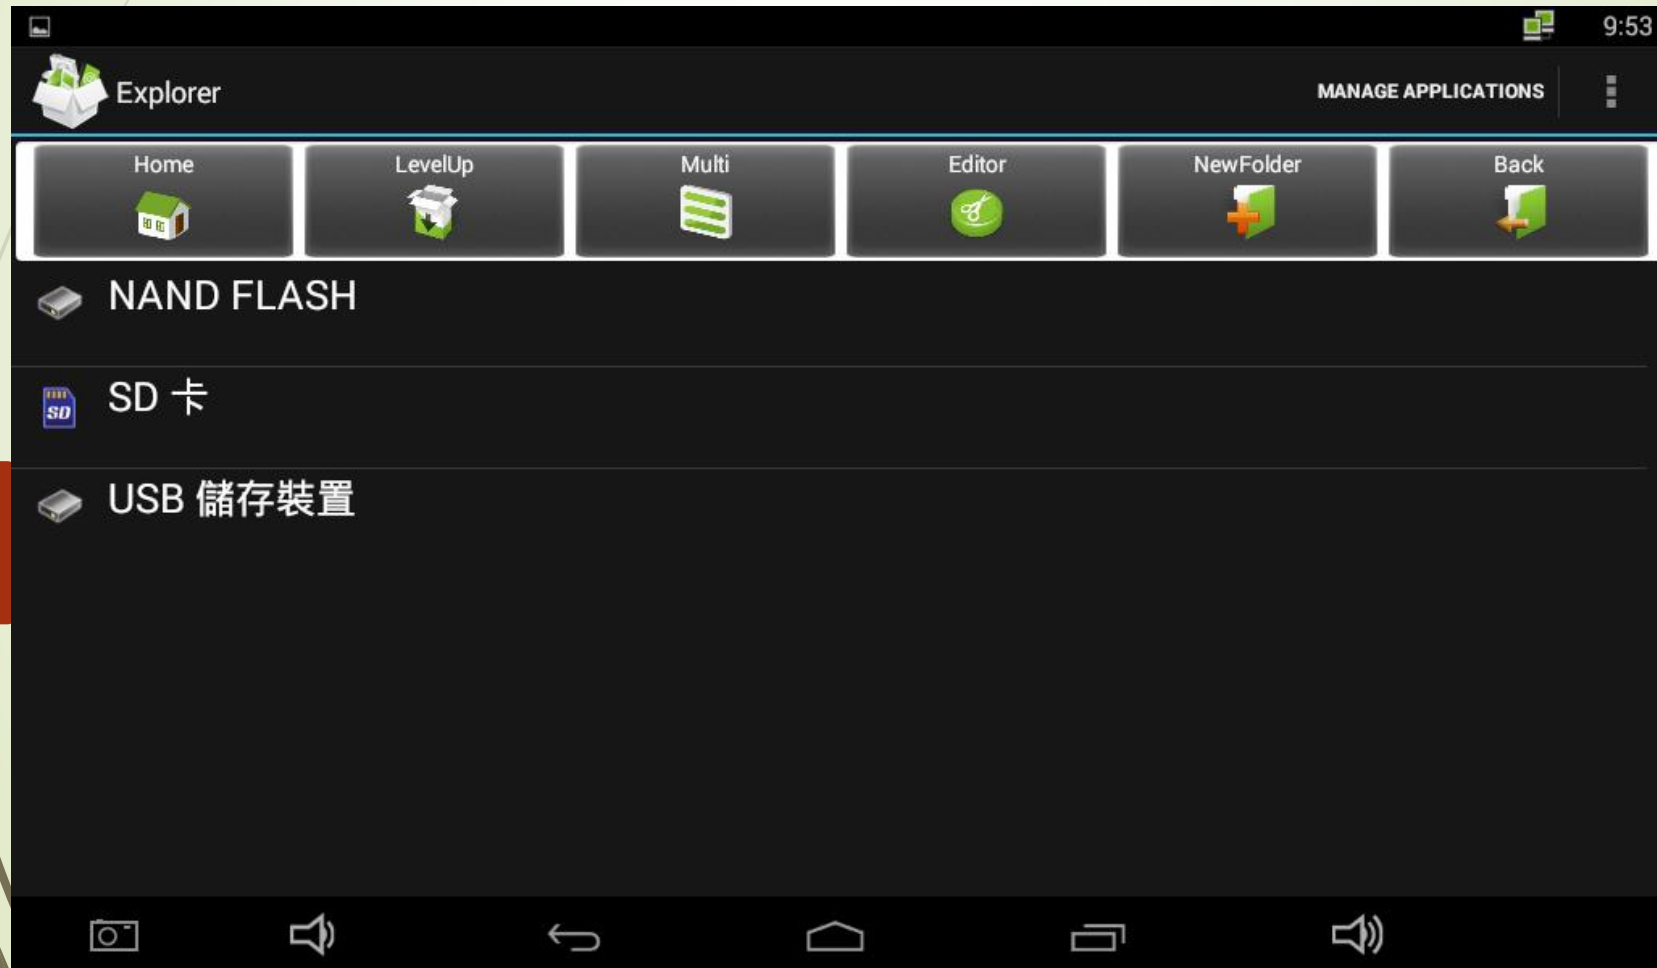 9:53
Explorer
MANAGE APPLICATIONS
Home LevelUp Multi Editor NewFolder Back
NAND FLASH
SD 卡
SD
USB 儲存裝置